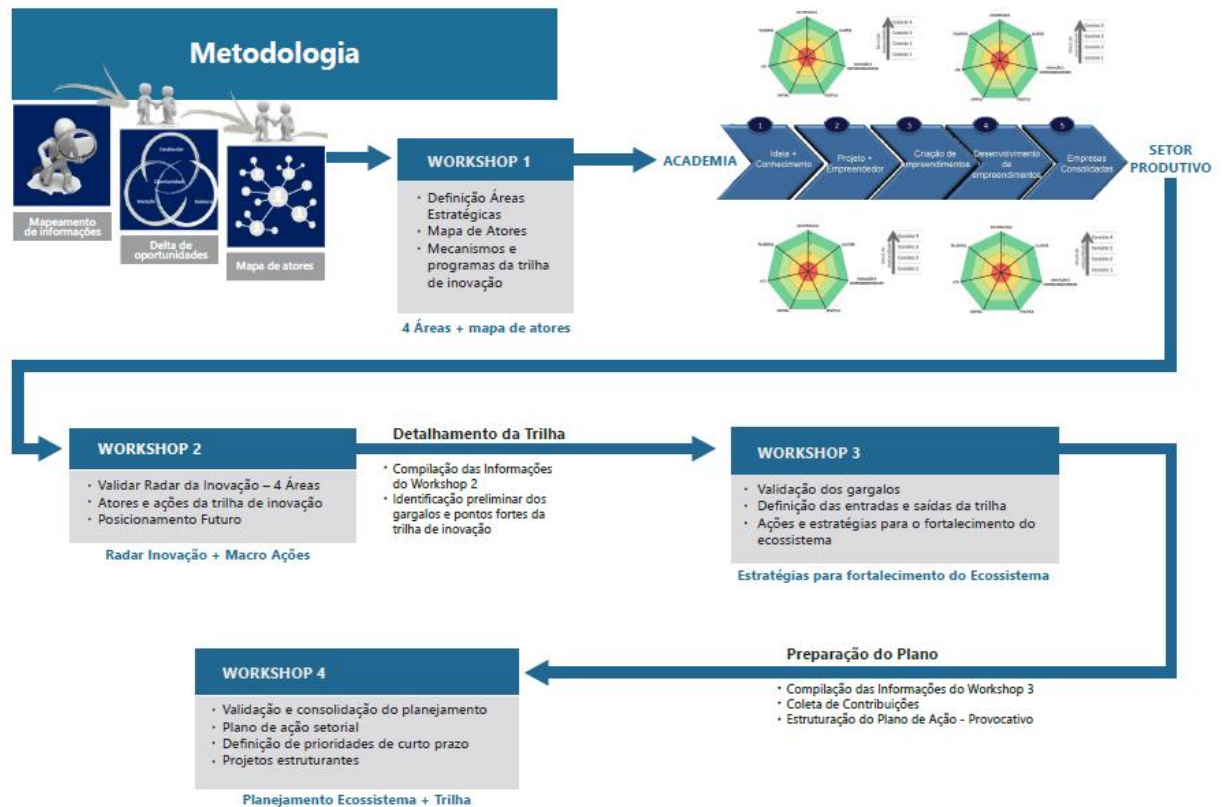 Metodologia
Mapeamento
de informações
Oportunidade
Delta de
oportunidades
Mapa de atores
WORKSHOP 1
• Definição Áreas
Estratégicas
• Mapa de Atores
• Mecanismos e
programas da trilha
de inovação
4 Áreas + mapa de atores
ACADEMIA
1
Ideia +
Conhecimento
2
Projeto +
Empreendedor
3
Criação de
empreendimentos
4
Desenvolvimento
de
empreendimentos
5
Empresas
Consolidadas
SETOR
PRODUTIVO
WORKSHOP 2
• Validar Radar da Inovação – 4 Áreas
• Atores e ações da trilha de inovação
• Posicionamento Futuro
Radar Inovação + Macro Ações
Detalhamento da Trilha
• Compilação das Informações
do Workshop 2
• Identificação preliminar dos
gargalos e pontos fortes da
trilha de inovação
WORKSHOP 3
• Validação dos gargalos
• Definição das entradas e saídas da trilha
• Ações e estratégias para o fortalecimento do
ecossistema
Estratégias para fortalecimento do Ecossistema
Preparação do Plano
• Compilação das Informações do Workshop 3
• Coleta de Contribuições
• Estruturação do Plano de Ação - Provocativo
WORKSHOP 4
• Validação e consolidação do planejamento
• Plano de ação setorial
• Definição de prioridades de curto prazo
• Projetos estruturantes
Planejamento Ecossistema + Trilha